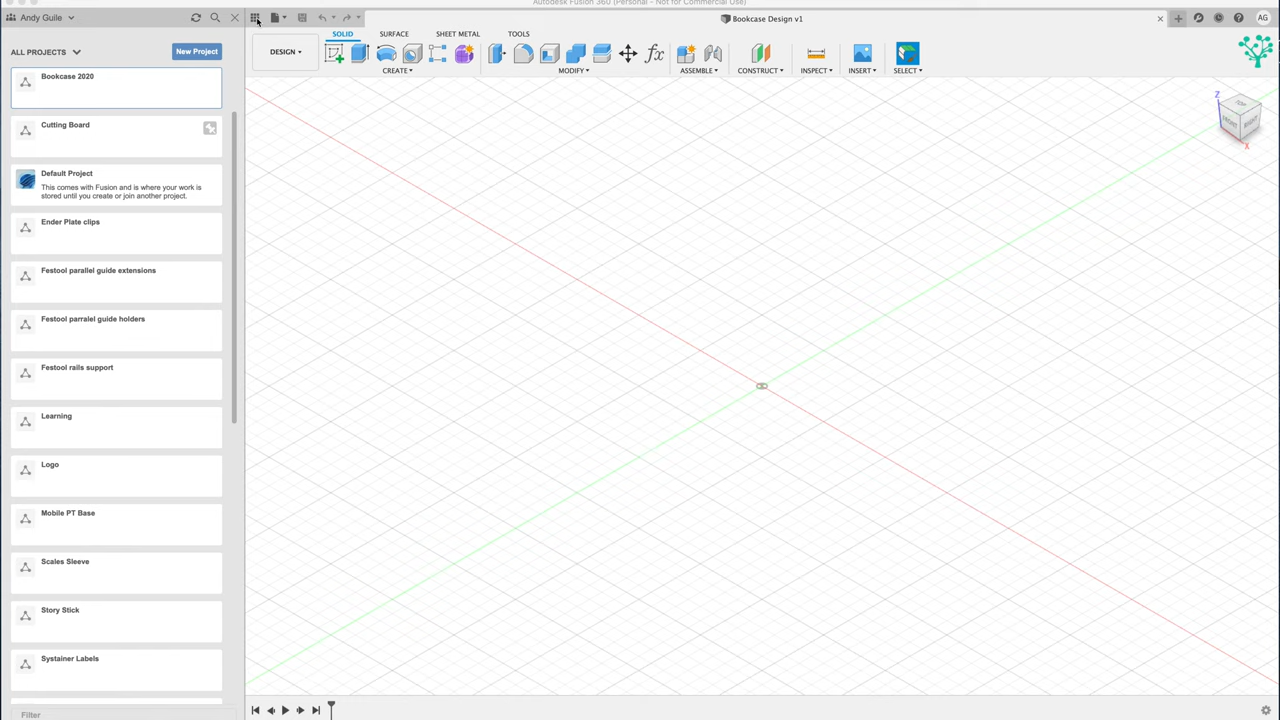 Autodesk Fusion 360 (Personal - Not for Commercial Use)
Andy Guile
Bookcase Design v1
AG
ALL PROJECTS
New Project
DESIGN
SOLID
SURFACE
SHEET METAL
TOOLS
CREATE
MODIFY
ASSEMBLE
CONSTRUCT
INSPECT
INSERT
SELECT
Bookcase 2020
Cutting Board
Default Project
This comes with Fusion and is where your work is
stored until you create or join another project.
Ender Plate clips
Festool parallel guide extensions
Festool parralel guide holders
Festool rails support
Learning
Logo
Mobile PT Base
Scales Sleeve
Story Stick
Systainer Labels
Filter
Z
TOP
FRONT
RIGHT
X